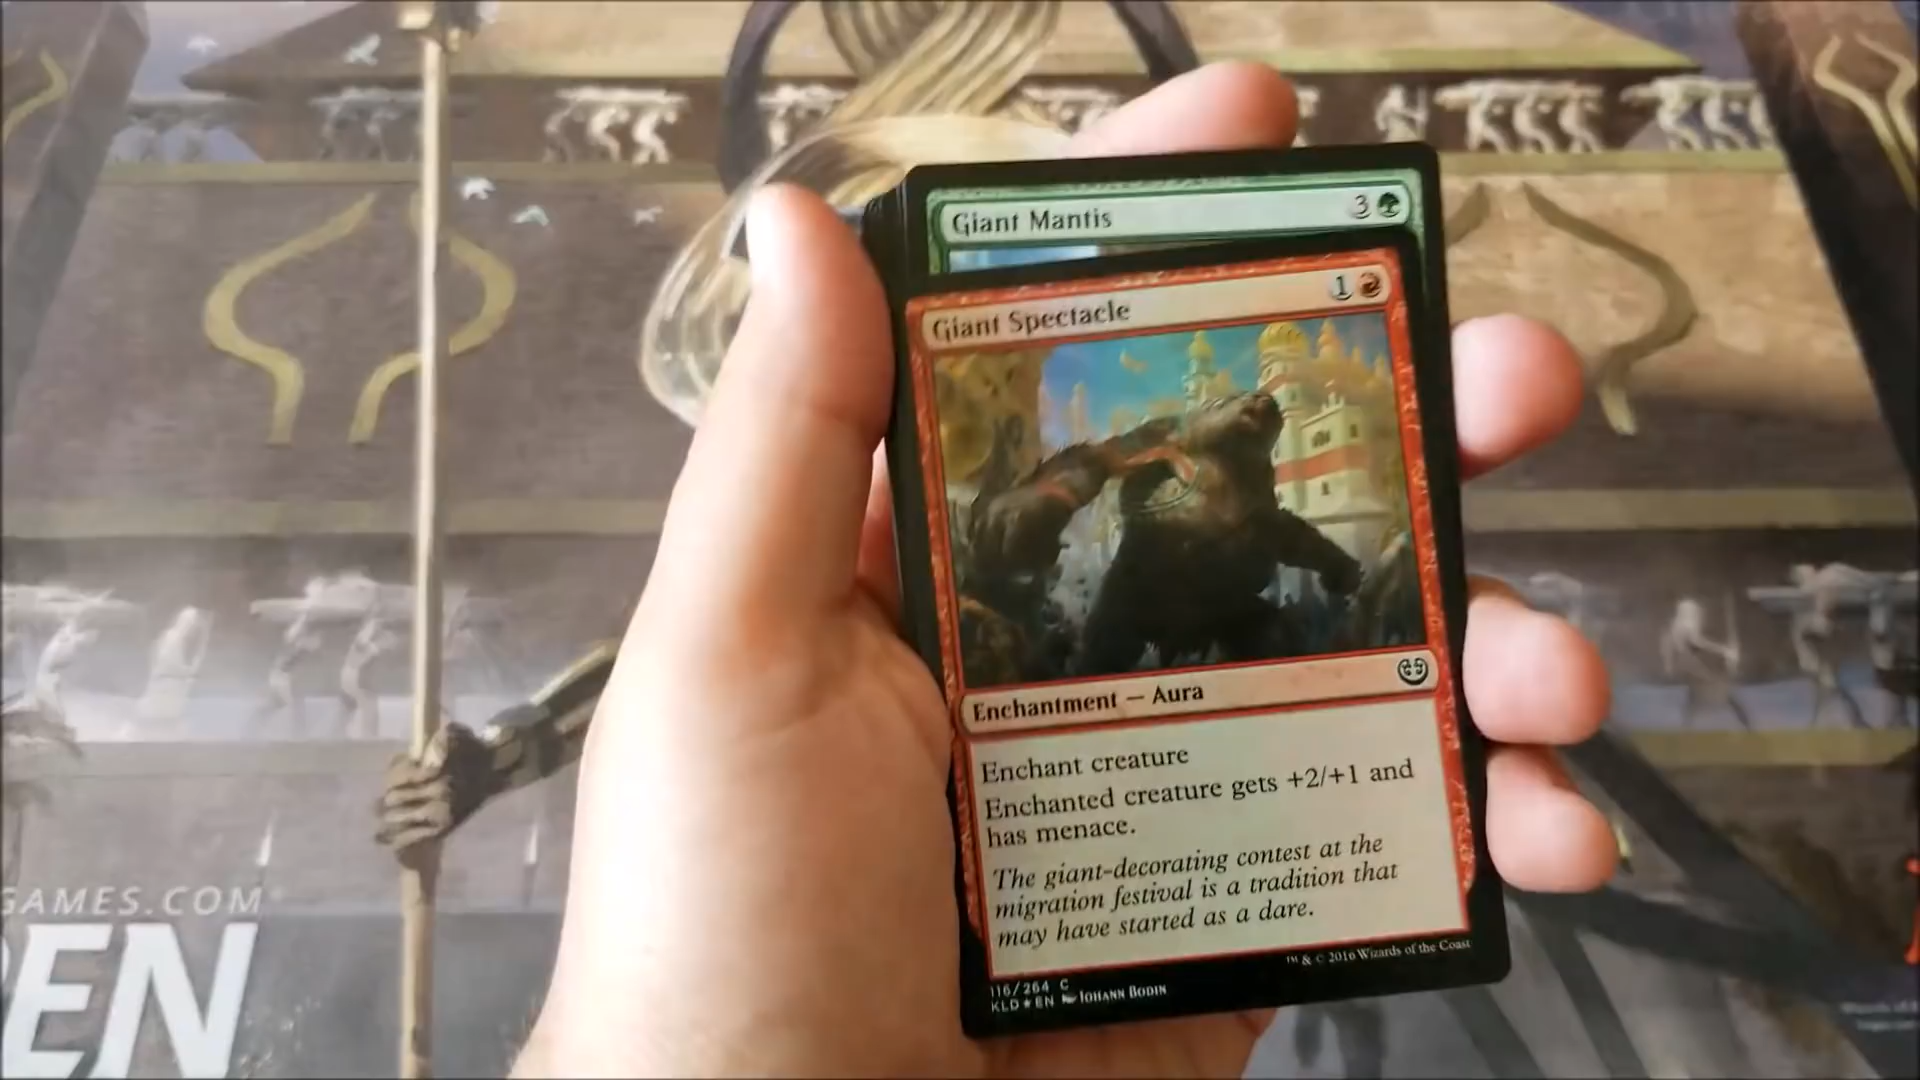 Giant Mantis 3
Giant Spectacle 1
Enchantment — Aura
Enchant creature
Enchanted creature gets +2/+1 and
has menace.
The giant-decorating contest at the
migration festival is a tradition that
may have started as a dare.
™ & © 2016 Wizards of the Coast
116/264 C
KLD★EN Johann Bodin
GAMES.COM
EN